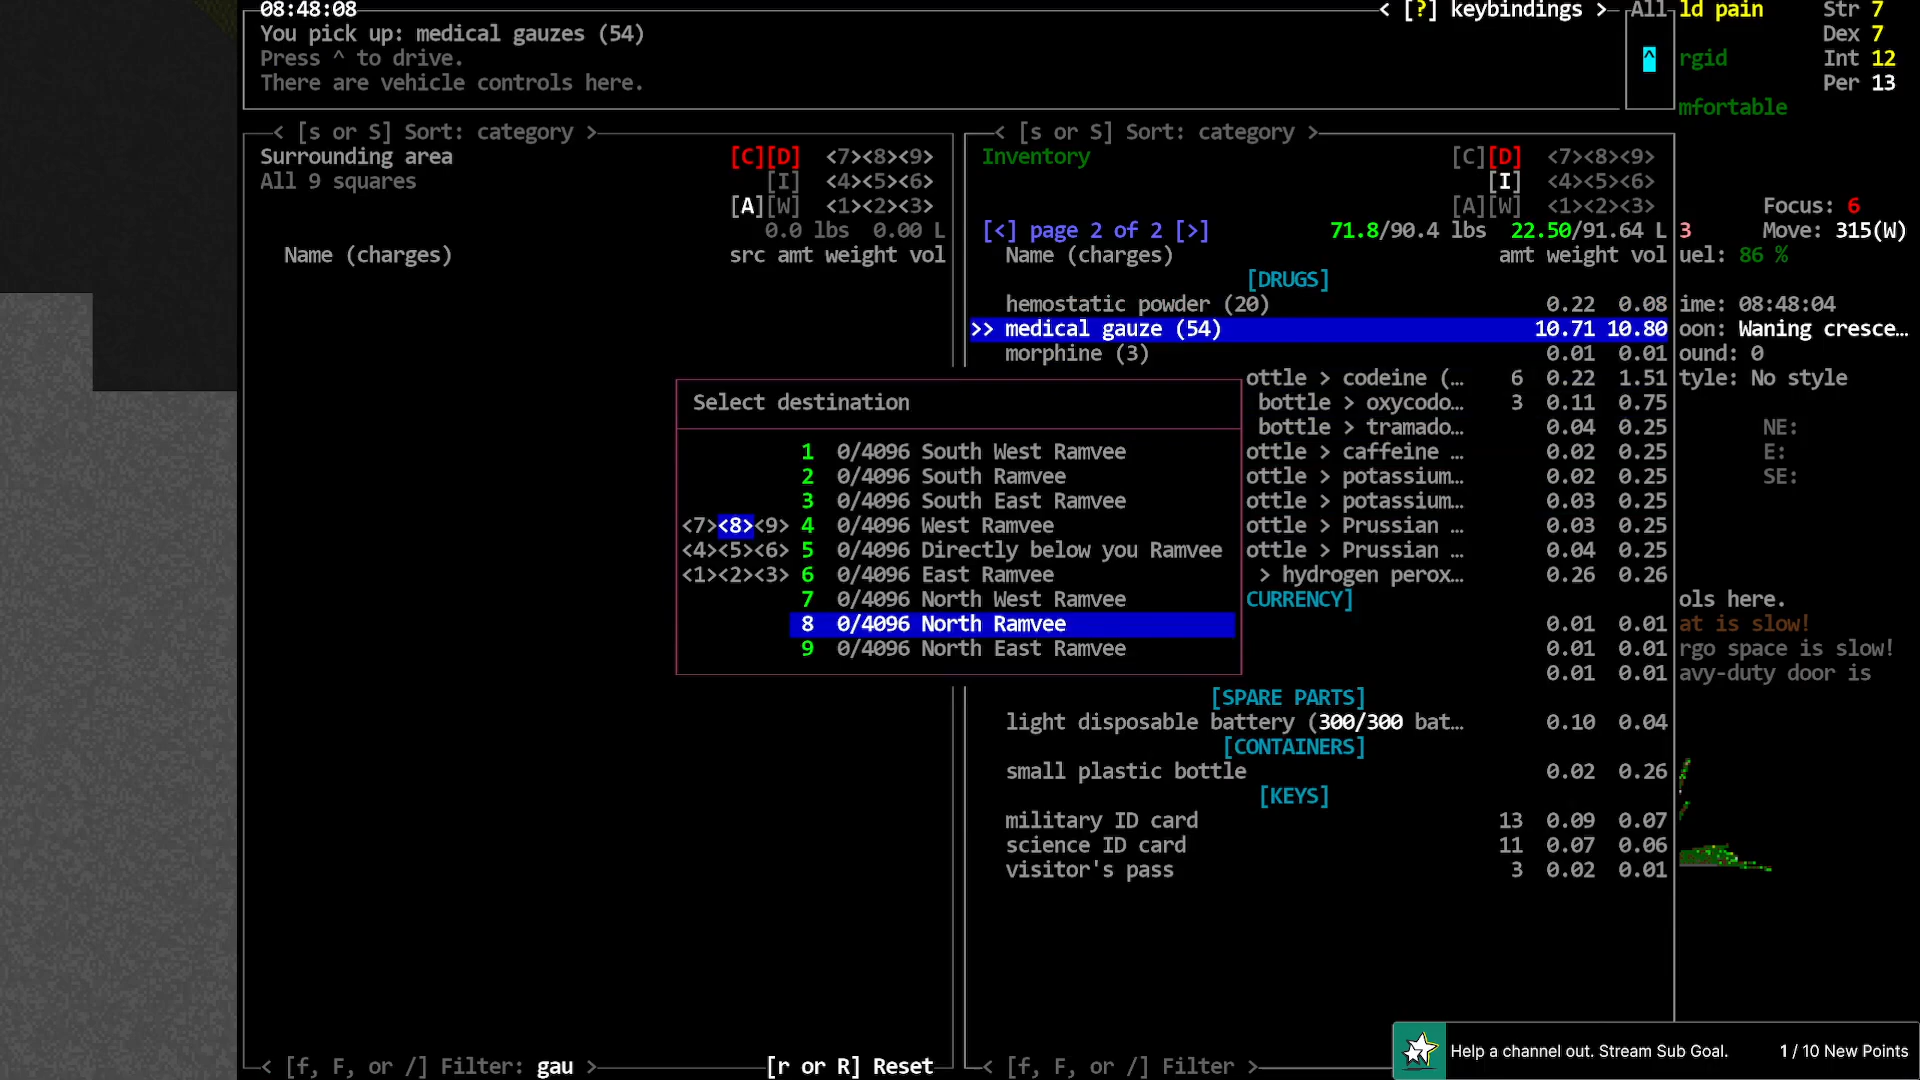 08:48:08
< [?] keybindings >
All
ld pain
Str 7
You pick up: medical gauzes (54)
Dex 7
Press ^ to drive.
^
rgid
Int 12
There are vehicle controls here.
Per 13
mfortable
< [s or S] Sort: category >
Surrounding area
[C][D] <7><8><9>
All 9 squares
[I] <4><5><6>
[A][W] <1><2><3>
0.0 lbs 0.00 L
Name (charges)
src amt weight vol
< [s or S] Sort: category >
Inventory
[C][D] <7><8><9>
[I] <4><5><6>
[A][W] <1><2><3>
[<] page 2 of 2 [>]
71.8/90.4 lbs 22.50/91.64 L
Name (charges)
amt weight vol
[DRUGS]
hemostatic powder (20) 0.22 0.08
>> medical gauze (54) 10.71 10.80
morphine (3) 0.01 0.01
ottle > codeine (… 6 0.22 1.51
bottle > oxycodo… 3 0.11 0.75
bottle > tramado… 0.04 0.25
ottle > caffeine … 0.02 0.25
ottle > potassium… 0.02 0.25
ottle > potassium… 0.03 0.25
ottle > Prussian … 0.03 0.25
ottle > Prussian … 0.04 0.25
> hydrogen perox… 0.26 0.26
CURRENCY]
0.01 0.01
0.01 0.01
0.01 0.01
[SPARE PARTS]
light disposable battery (300/300 bat… 0.10 0.04
[CONTAINERS]
small plastic bottle 0.02 0.26
[KEYS]
military ID card 13 0.09 0.07
science ID card 11 0.07 0.06
visitor's pass 3 0.02 0.01
Select destination
1 0/4096 South West Ramvee
2 0/4096 South Ramvee
3 0/4096 South East Ramvee
<7><8><9> 4 0/4096 West Ramvee
<4><5><6> 5 0/4096 Directly below you Ramvee
<1><2><3> 6 0/4096 East Ramvee
7 0/4096 North West Ramvee
8 0/4096 North Ramvee
9 0/4096 North East Ramvee
Focus: 6
3 Move: 315(W)
uel: 86 %
ime: 08:48:04
oon: Waning cresce…
ound: 0
tyle: No style
NE:
E:
SE:
ols here.
at is slow!
rgo space is slow!
avy-duty door is
< [f, F, or /] Filter: gau >
[r or R] Reset
< [f, F, or /] Filter >
Help a channel out. Stream Sub Goal. 1 / 10 New Points